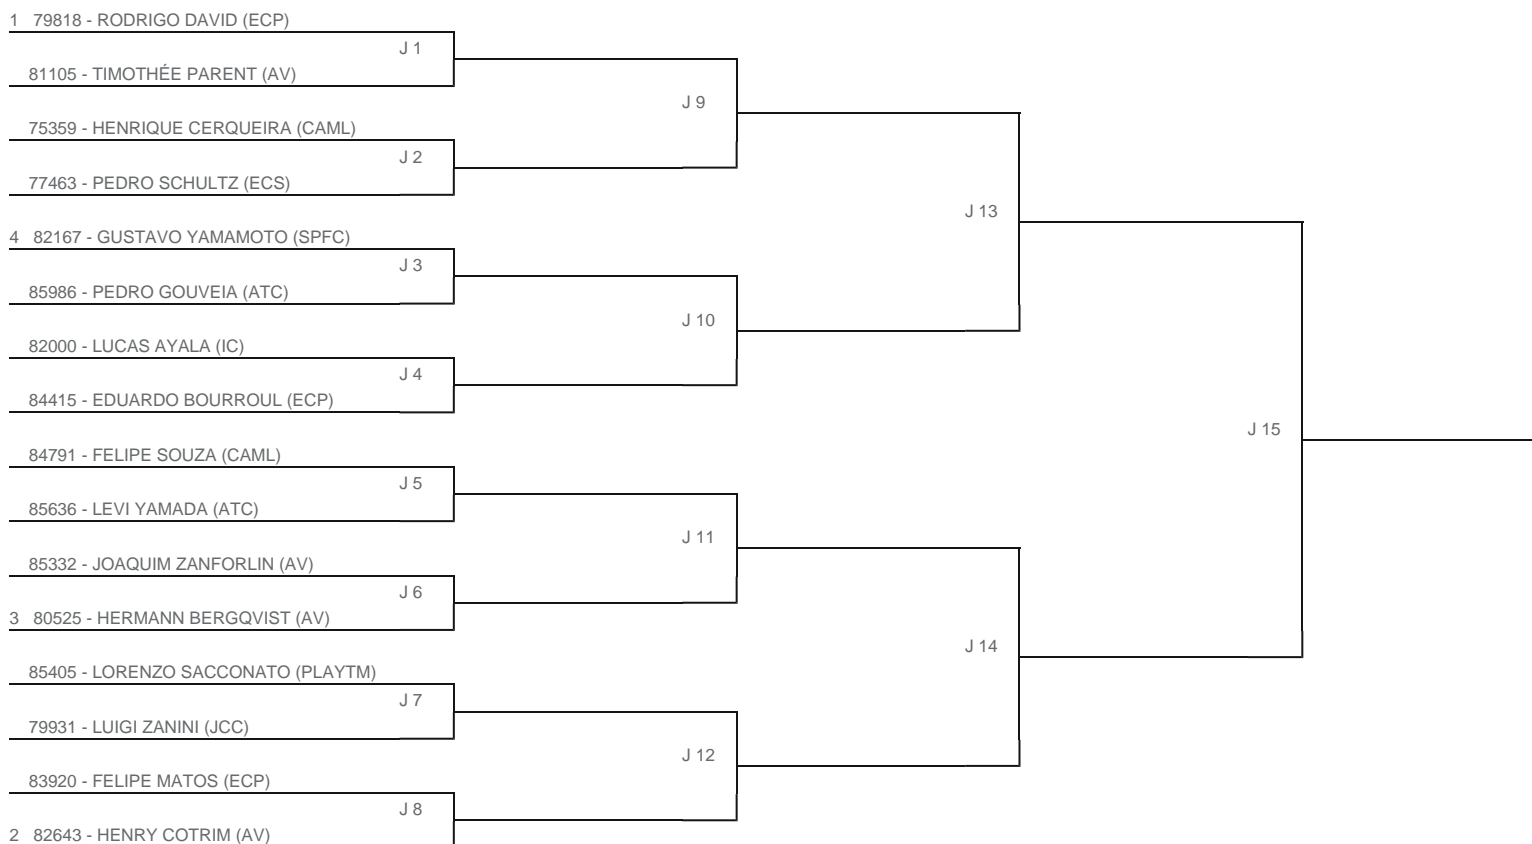 1 79818 - RODRIGO DAVID (ECP)
J 1
81105 - TIMOTHÉE PARENT (AV)
J 9
75359 - HENRIQUE CERQUEIRA (CAML)
J 2
77463 - PEDRO SCHULTZ (ECS)
J 13
4 82167 - GUSTAVO YAMAMOTO (SPFC)
J 3
85986 - PEDRO GOUVEIA (ATC)
J 10
82000 - LUCAS AYALA (IC)
J 4
84415 - EDUARDO BOURROUL (ECP)
J 15
84791 - FELIPE SOUZA (CAML)
J 5
85636 - LEVI YAMADA (ATC)
J 11
85332 - JOAQUIM ZANFORLIN (AV)
J 6
3 80525 - HERMANN BERGQVIST (AV)
J 14
85405 - LORENZO SACCONATO (PLAYTM)
J 7
79931 - LUIGI ZANINI (JCC)
J 12
83920 - FELIPE MATOS (ECP)
J 8
2 82643 - HENRY COTRIM (AV)